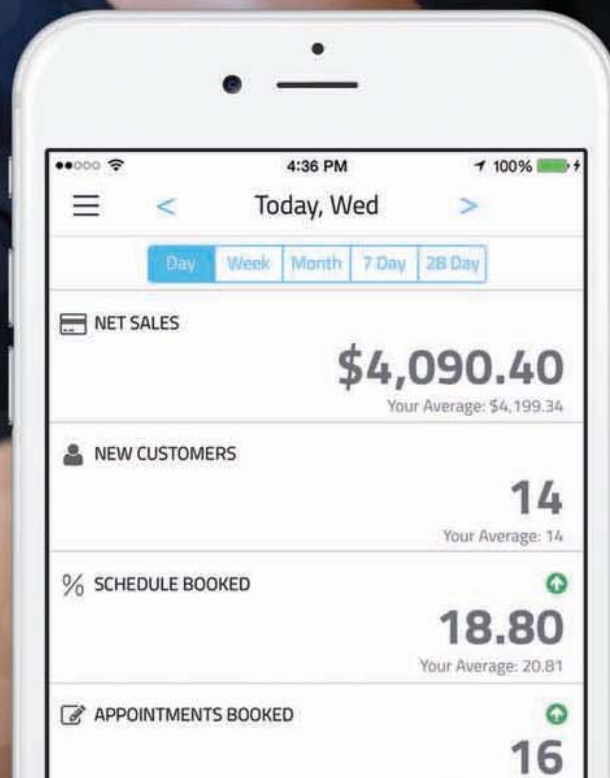 4:36 PM 100%
< Today, Wed >
Day Week Month 7 Day 28 Day
NET SALES
$4,090.40
Your Average: $4,199.34
NEW CUSTOMERS
14
Your Average: 14
% SCHEDULE BOOKED
18.80
Your Average: 20.81
APPOINTMENTS BOOKED
16